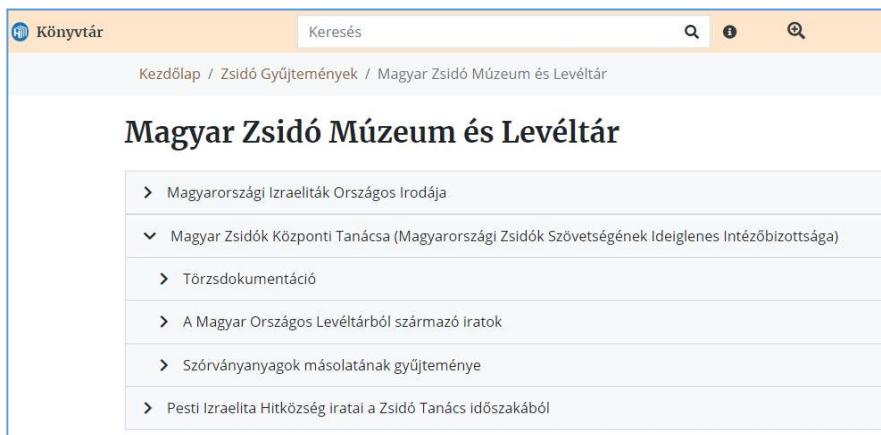 Könyvtár
Keresés
Kezdőlap / Zsidó Gyűjtemények / Magyar Zsidó Múzeum és Levéltár
Magyar Zsidó Múzeum és Levéltár
Magyarországi Izraeliták Országos Irodája
Magyar Zsidók Központi Tanácsa (Magyarországi Zsidók Szövetségének Ideiglenes Intézőbizottsága)
Törzsdokumentáció
A Magyar Országos Levéltárból származó iratok
Szórványanyagok másolatának gyűjteménye
Pesti Izraelita Hitközség iratai a Zsidó Tanács időszakából